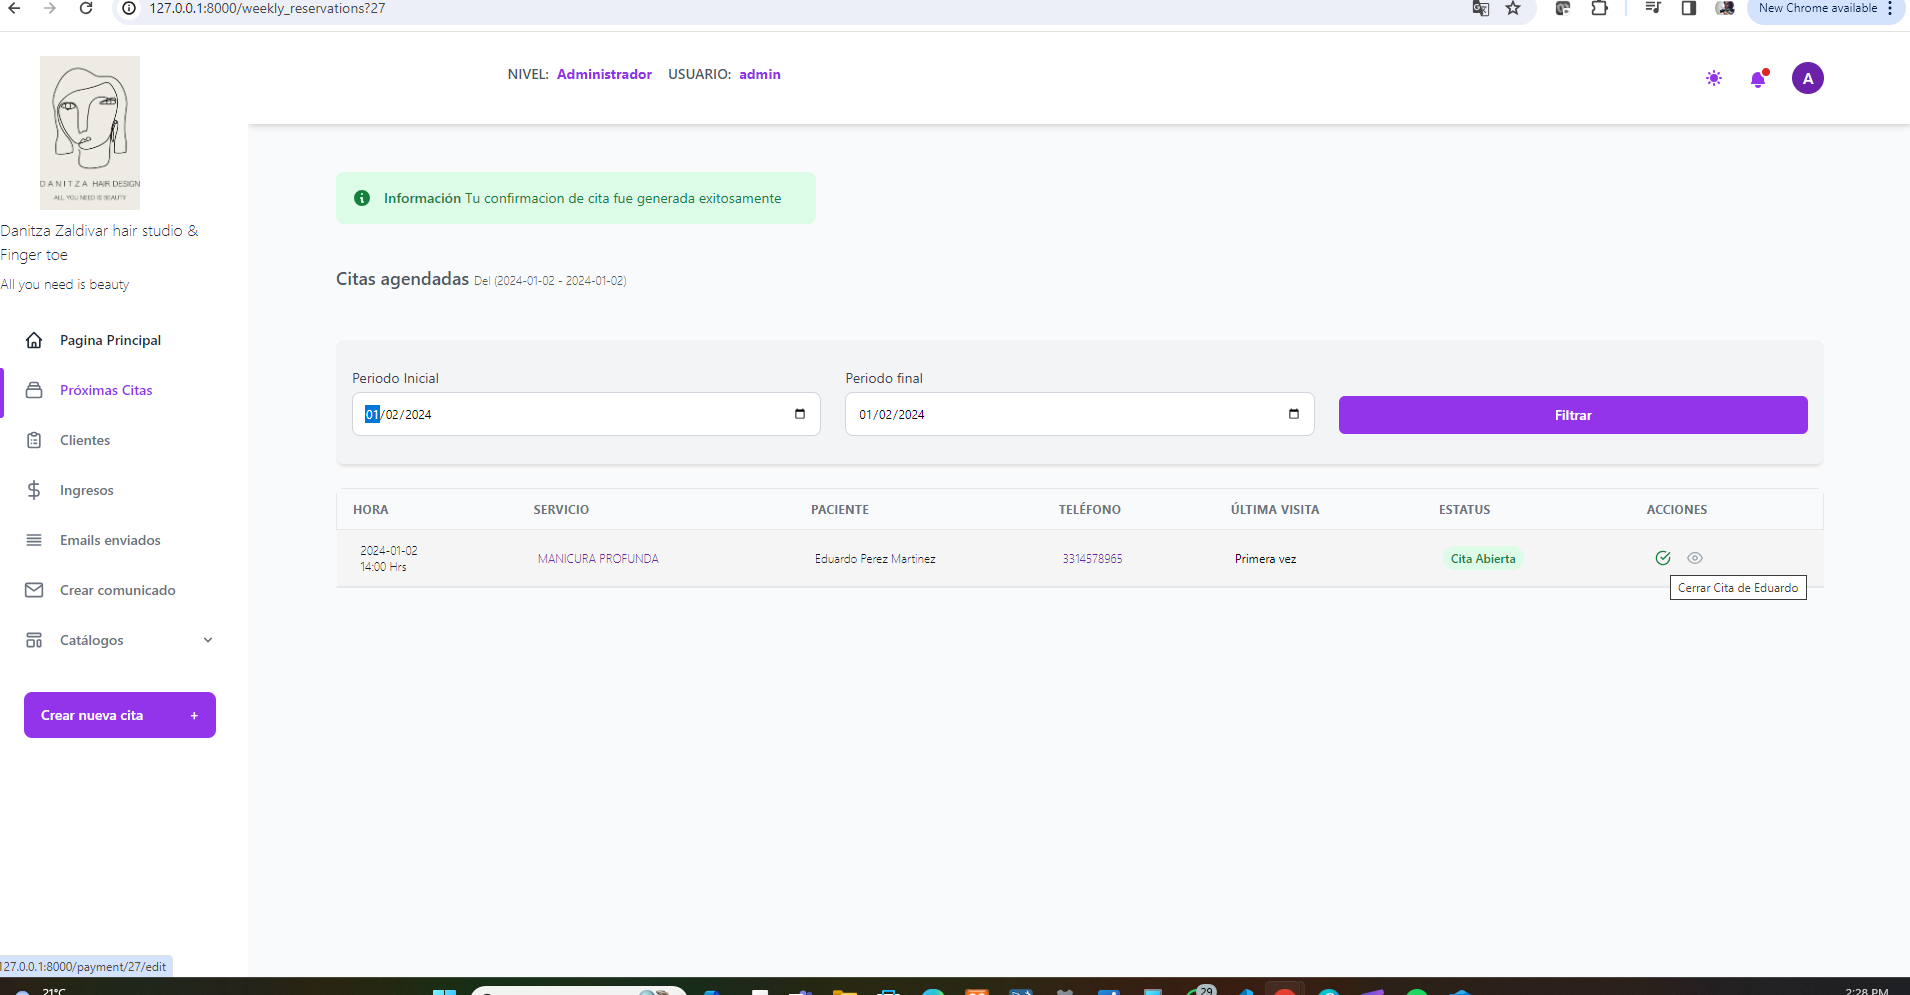 127.0.0.1:8000/weekly_reservations?27
New Chrome available
DANITZA HAIR DESIGN
ALL YOU NEED IS BEAUTY
Danitza Zaldivar hair studio &
Finger toe
All you need is beauty
Pagina Principal
Próximas Citas
Clientes
Ingresos
Emails enviados
Crear comunicado
Catálogos
Crear nueva cita +
NIVEL: Administrador USUARIO: admin
A
Información Tu confirmacion de cita fue generada exitosamente
Citas agendadas Del (2024-01-02 - 2024-01-02)
Periodo Inicial
01/02/2024
Periodo final
01/02/2024
Filtrar
HORA SERVICIO PACIENTE TELÉFONO ÚLTIMA VISITA ESTATUS ACCIONES
2024-01-02
14:00 Hrs
MANICURA PROFUNDA
Eduardo Perez Martinez
3314578965
Primera vez
Cita Abierta
Cerrar Cita de Eduardo
127.0.0.1:8000/payment/27/edit
21°C
29
2:28 PM